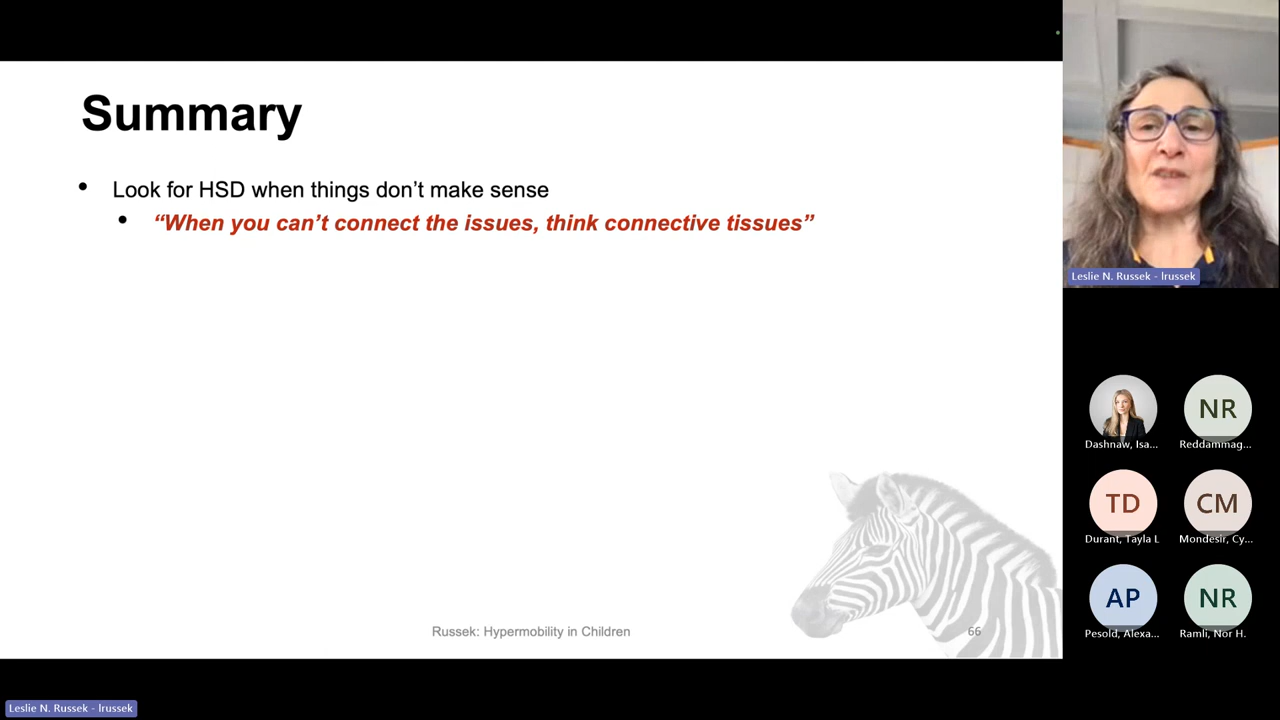 Summary
• Look for HSD when things don’t make sense
• “When you can’t connect the issues, think connective tissues”
Russek: Hypermobility in Children
66
Leslie N. Russek - lrussek
Leslie N. Russek - lrussek
NR
Dashnaw, Isa...
Reddammag...
TD
CM
Durant, Tayla L
Mondesir, Cy...
AP
NR
Pesold, Alexa...
Ramli, Nor H.